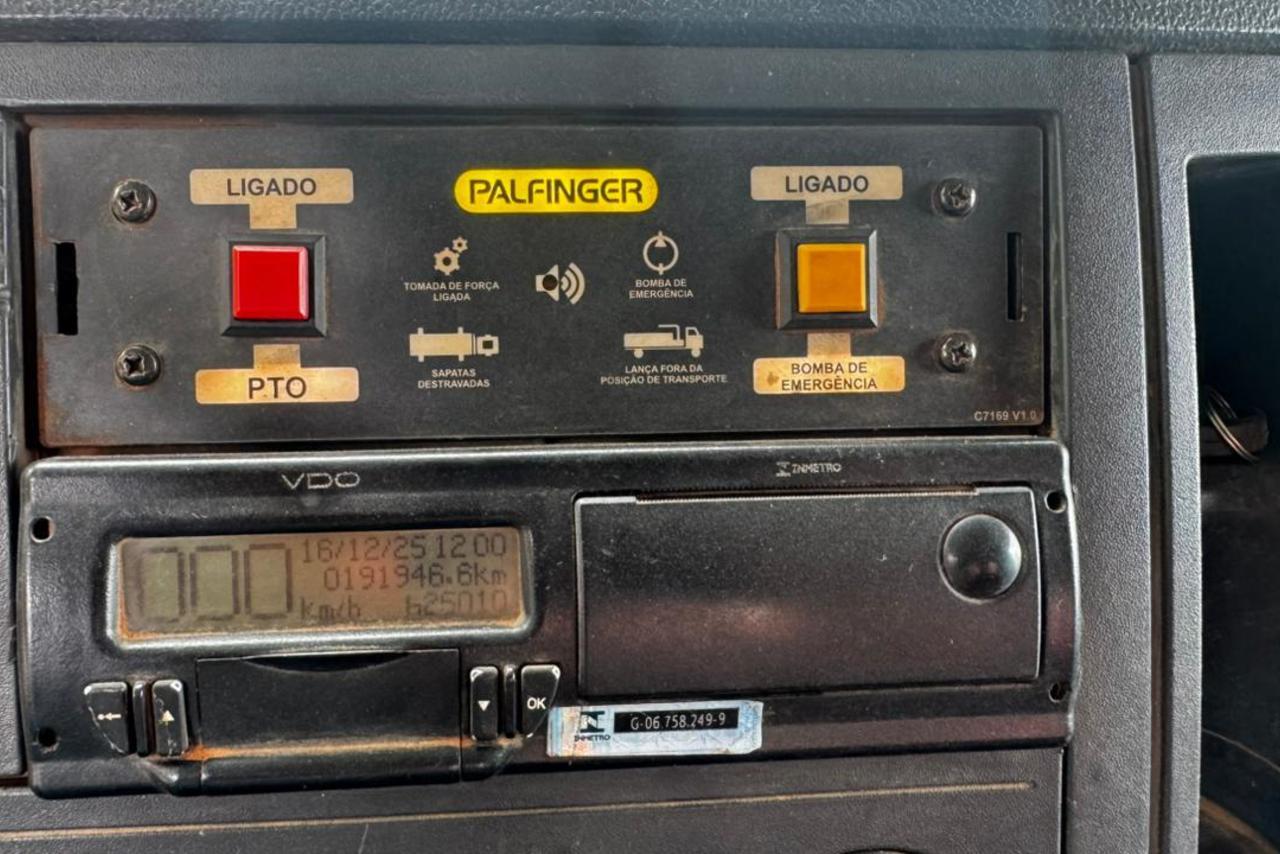 LIGADO
PALFINGER
LIGADO
TOMADA DE FORÇA
LIGADA
BOMBA DE
EMERGÊNCIA
SAPATAS
DESTRAVADAS
LANÇA FORA DA
POSIÇÃO DE TRANSPORTE
PTO
BOMBA DE
EMERGÊNCIA
C7169 V1.0
VDO
INMETRO
000
16/12/25 12 00
0191946.6km
km/h
OK
INMETRO
G-06.758.249-9